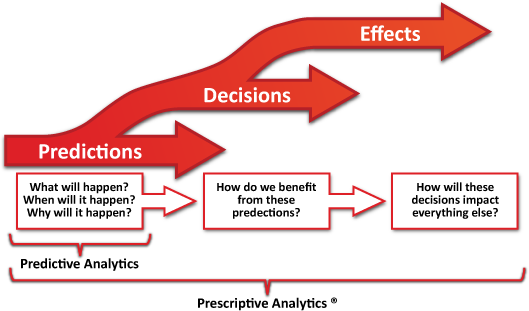 Effects
Decisions
Predictions
What will happen?
When will it happen?
Why will it happen?
How do we benefit
from these
predections?
How will these
decisions impact
everything else?
Predictive Analytics
Prescriptive Analytics ®